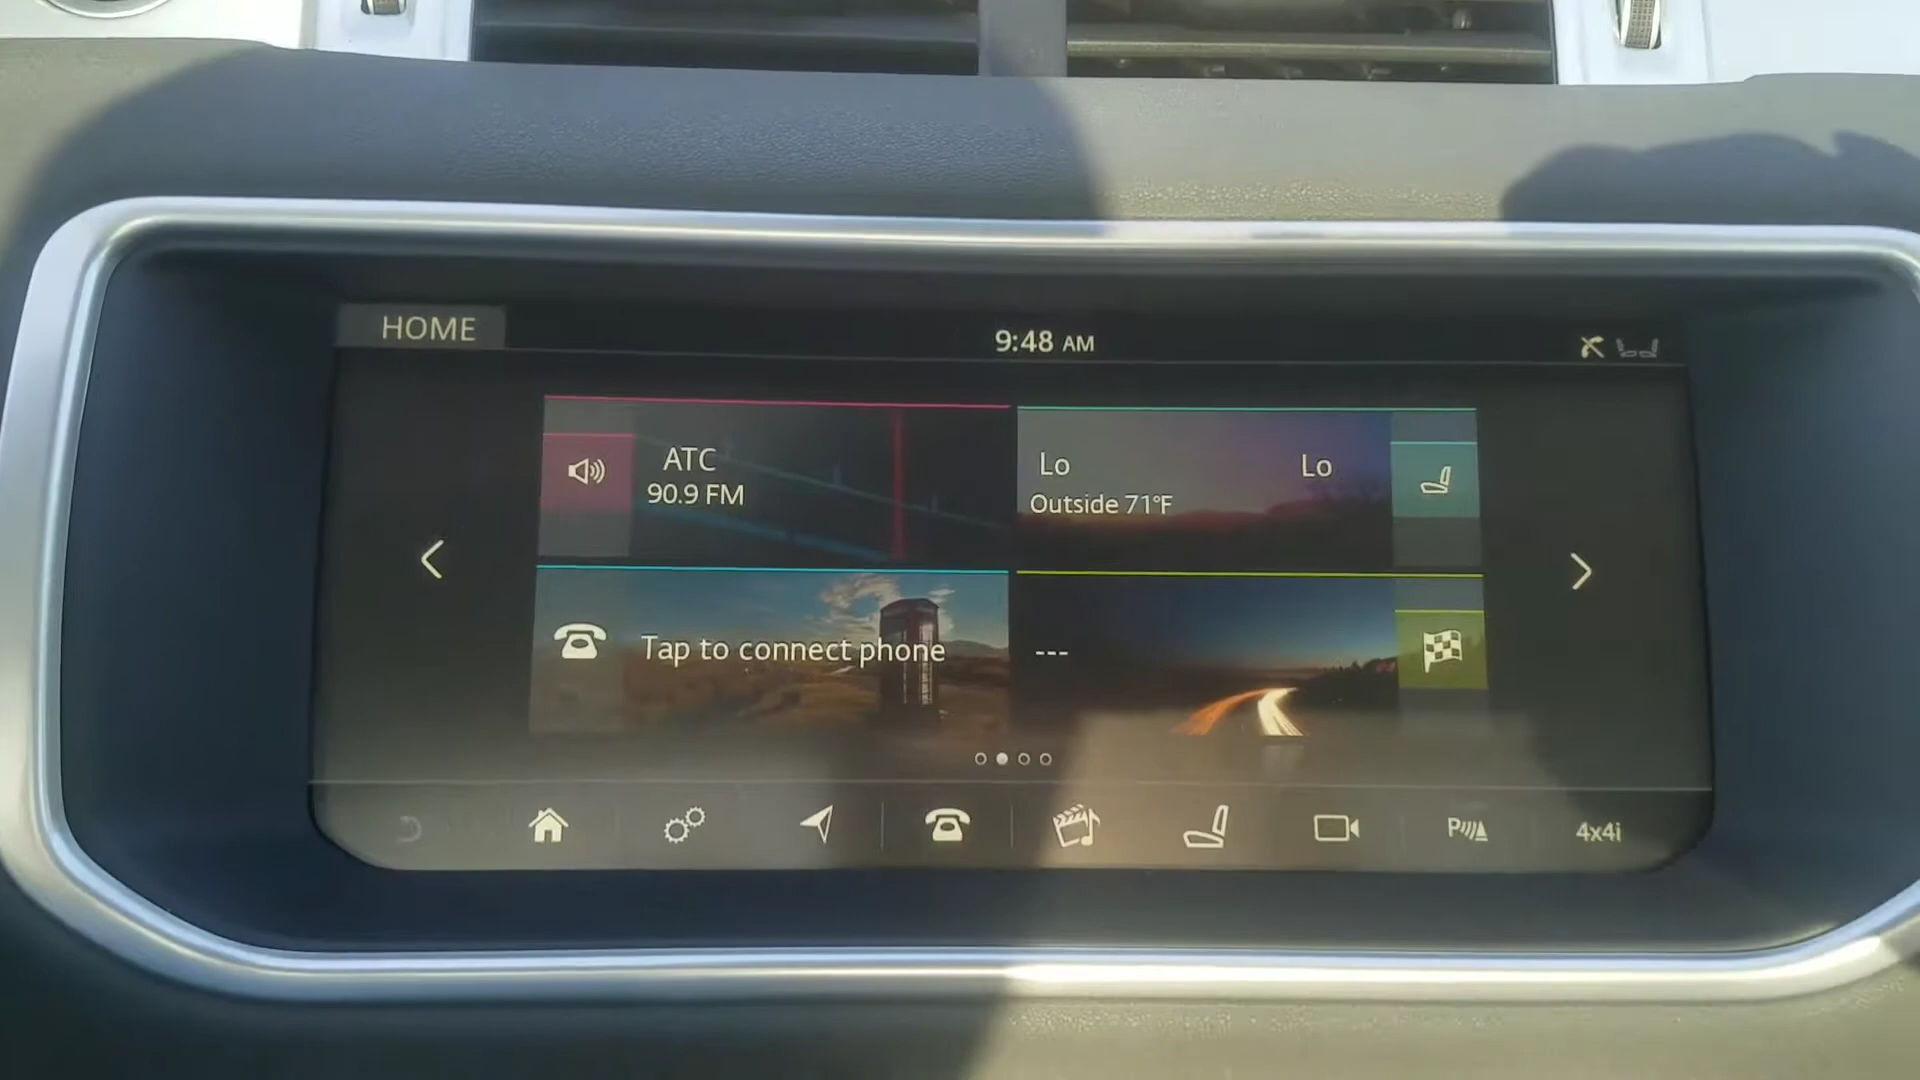 HOME
9:48 AM
ATC
90.9 FM
Lo Lo
Outside 71°F
Tap to connect phone
---
P
4x4i